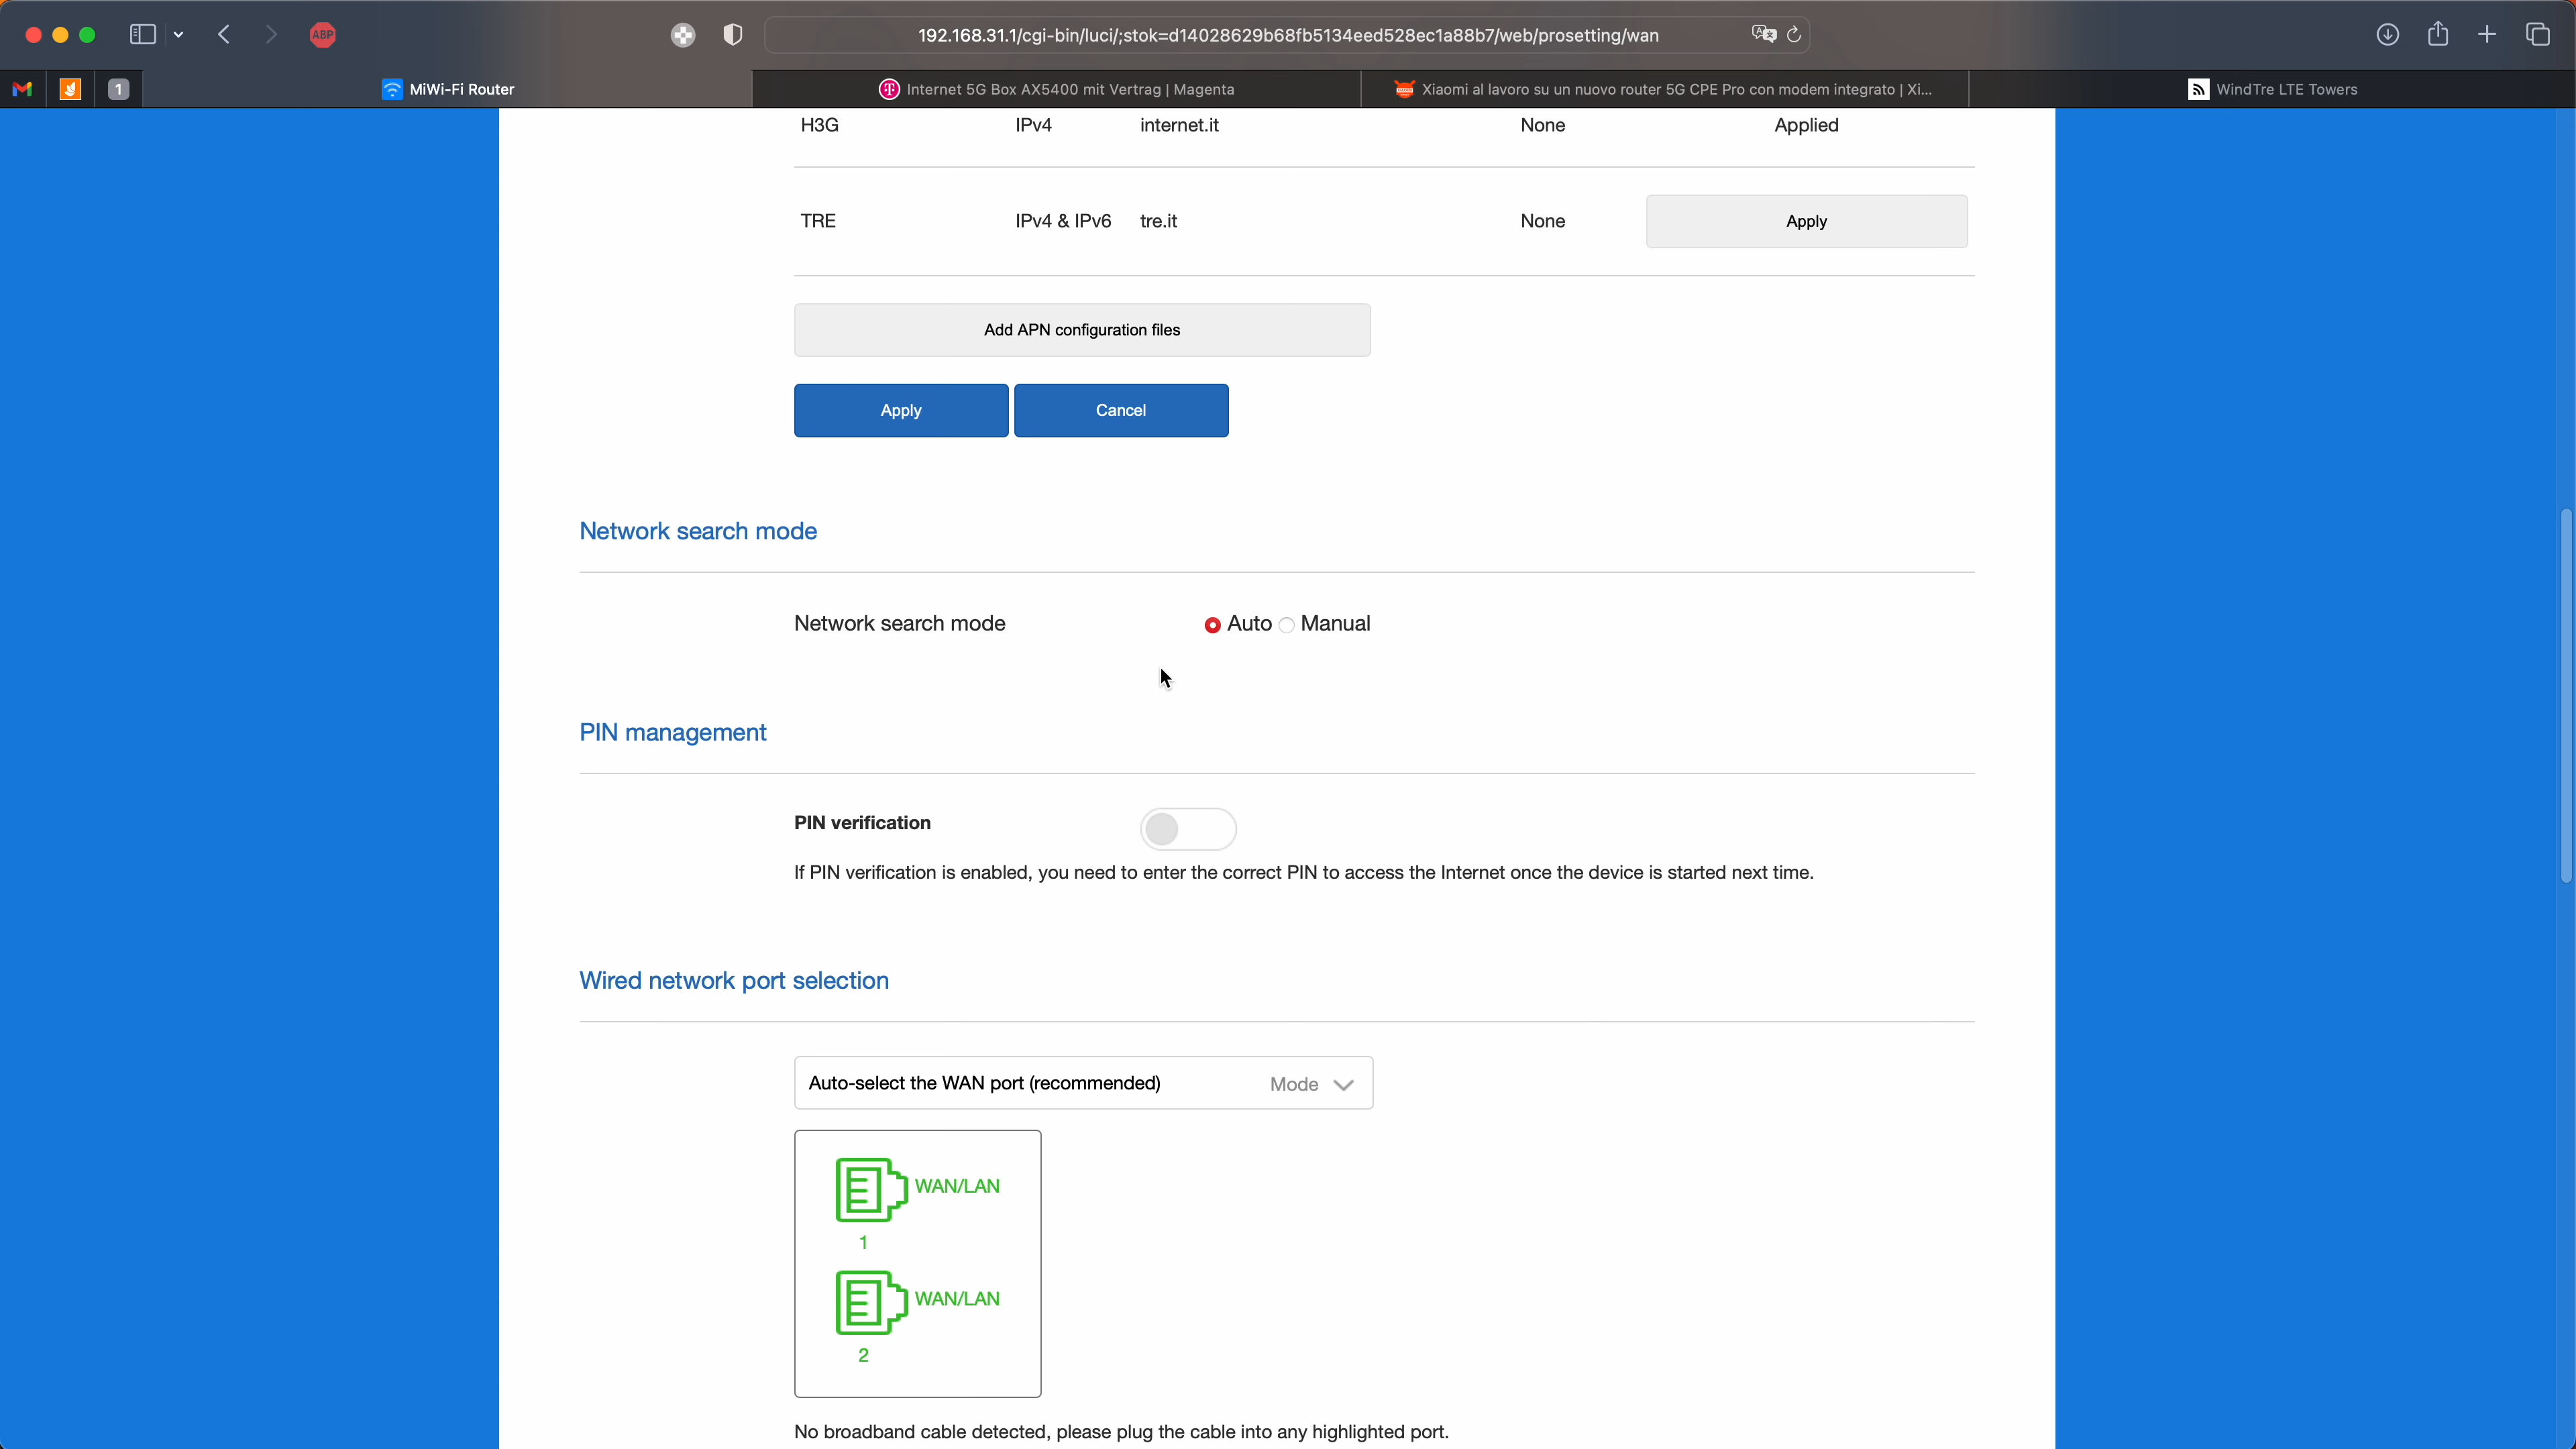 ABP
192.168.31.1/cgi-bin/luci/;stok=d14028629b68fb5134eed528ec1a88b7/web/prosetting/wan
1
MiWi-Fi Router
Internet 5G Box AX5400 mit Vertrag | Magenta
Xiaomi al lavoro su un nuovo router 5G CPE Pro con modem integrato | Xi...
WindTre LTE Towers
H3G IPv4 internet.it None Applied
TRE IPv4 & IPv6 tre.it None Apply
Add APN configuration files
Apply Cancel
Network search mode
Network search mode Auto Manual
PIN management
PIN verification
If PIN verification is enabled, you need to enter the correct PIN to access the Internet once the device is started next time.
Wired network port selection
Auto-select the WAN port (recommended) Mode
WAN/LAN
1
WAN/LAN
2
No broadband cable detected, please plug the cable into any highlighted port.